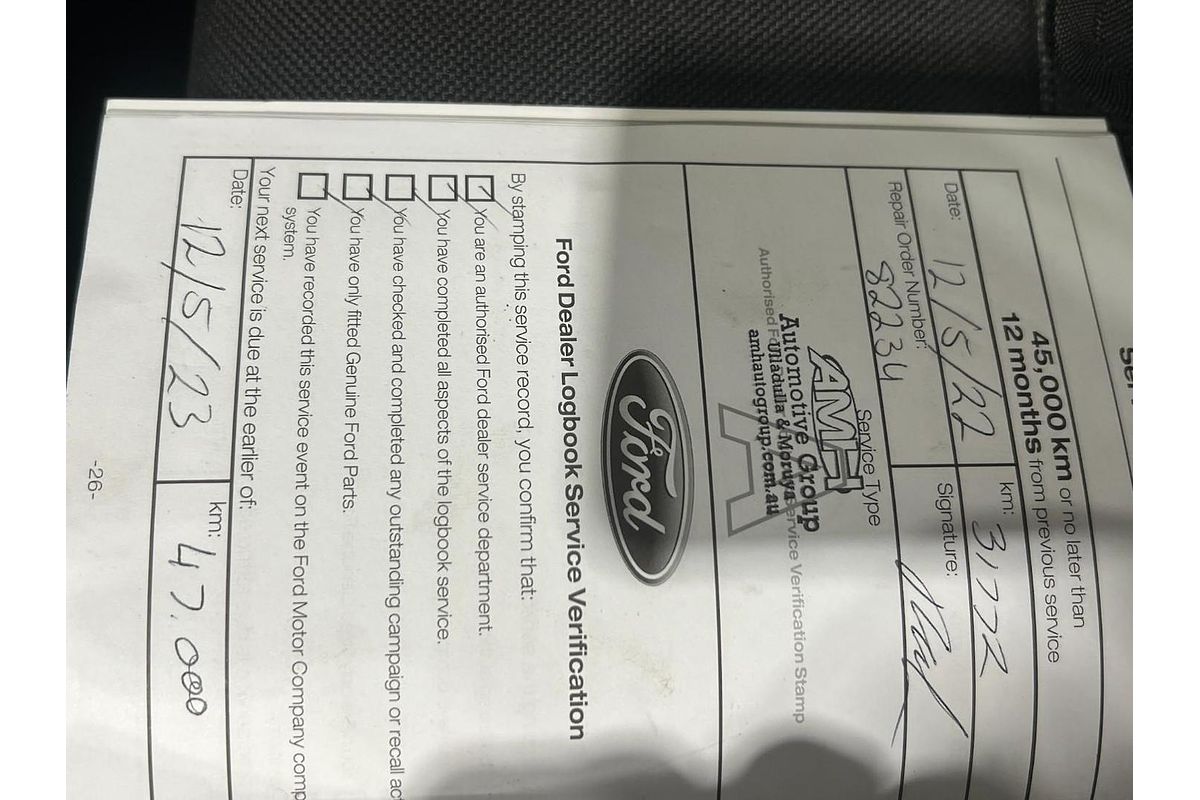 45,000 km or no later than
12 months from previous service
Date: 12/5/22 km: 31772
Repair Order Number: 82234 Signature:
Service Type
AMH
Automotive Group
Ulladulla & Moruya
amhautogroup.com.au
Authorised Service Verification Stamp
Ford
Ford Dealer Logbook Service Verification
By stamping this service record, you confirm that:
You are an authorised Ford dealer service department.
You have completed all aspects of the logbook service.
You have checked and completed any outstanding campaign or recall
You have only fitted Genuine Ford Parts.
You have recorded this service event on the Ford Motor Company
system.
Your next service is due at the earlier of:
Date: 12/5/23 km: 47.000
-26-